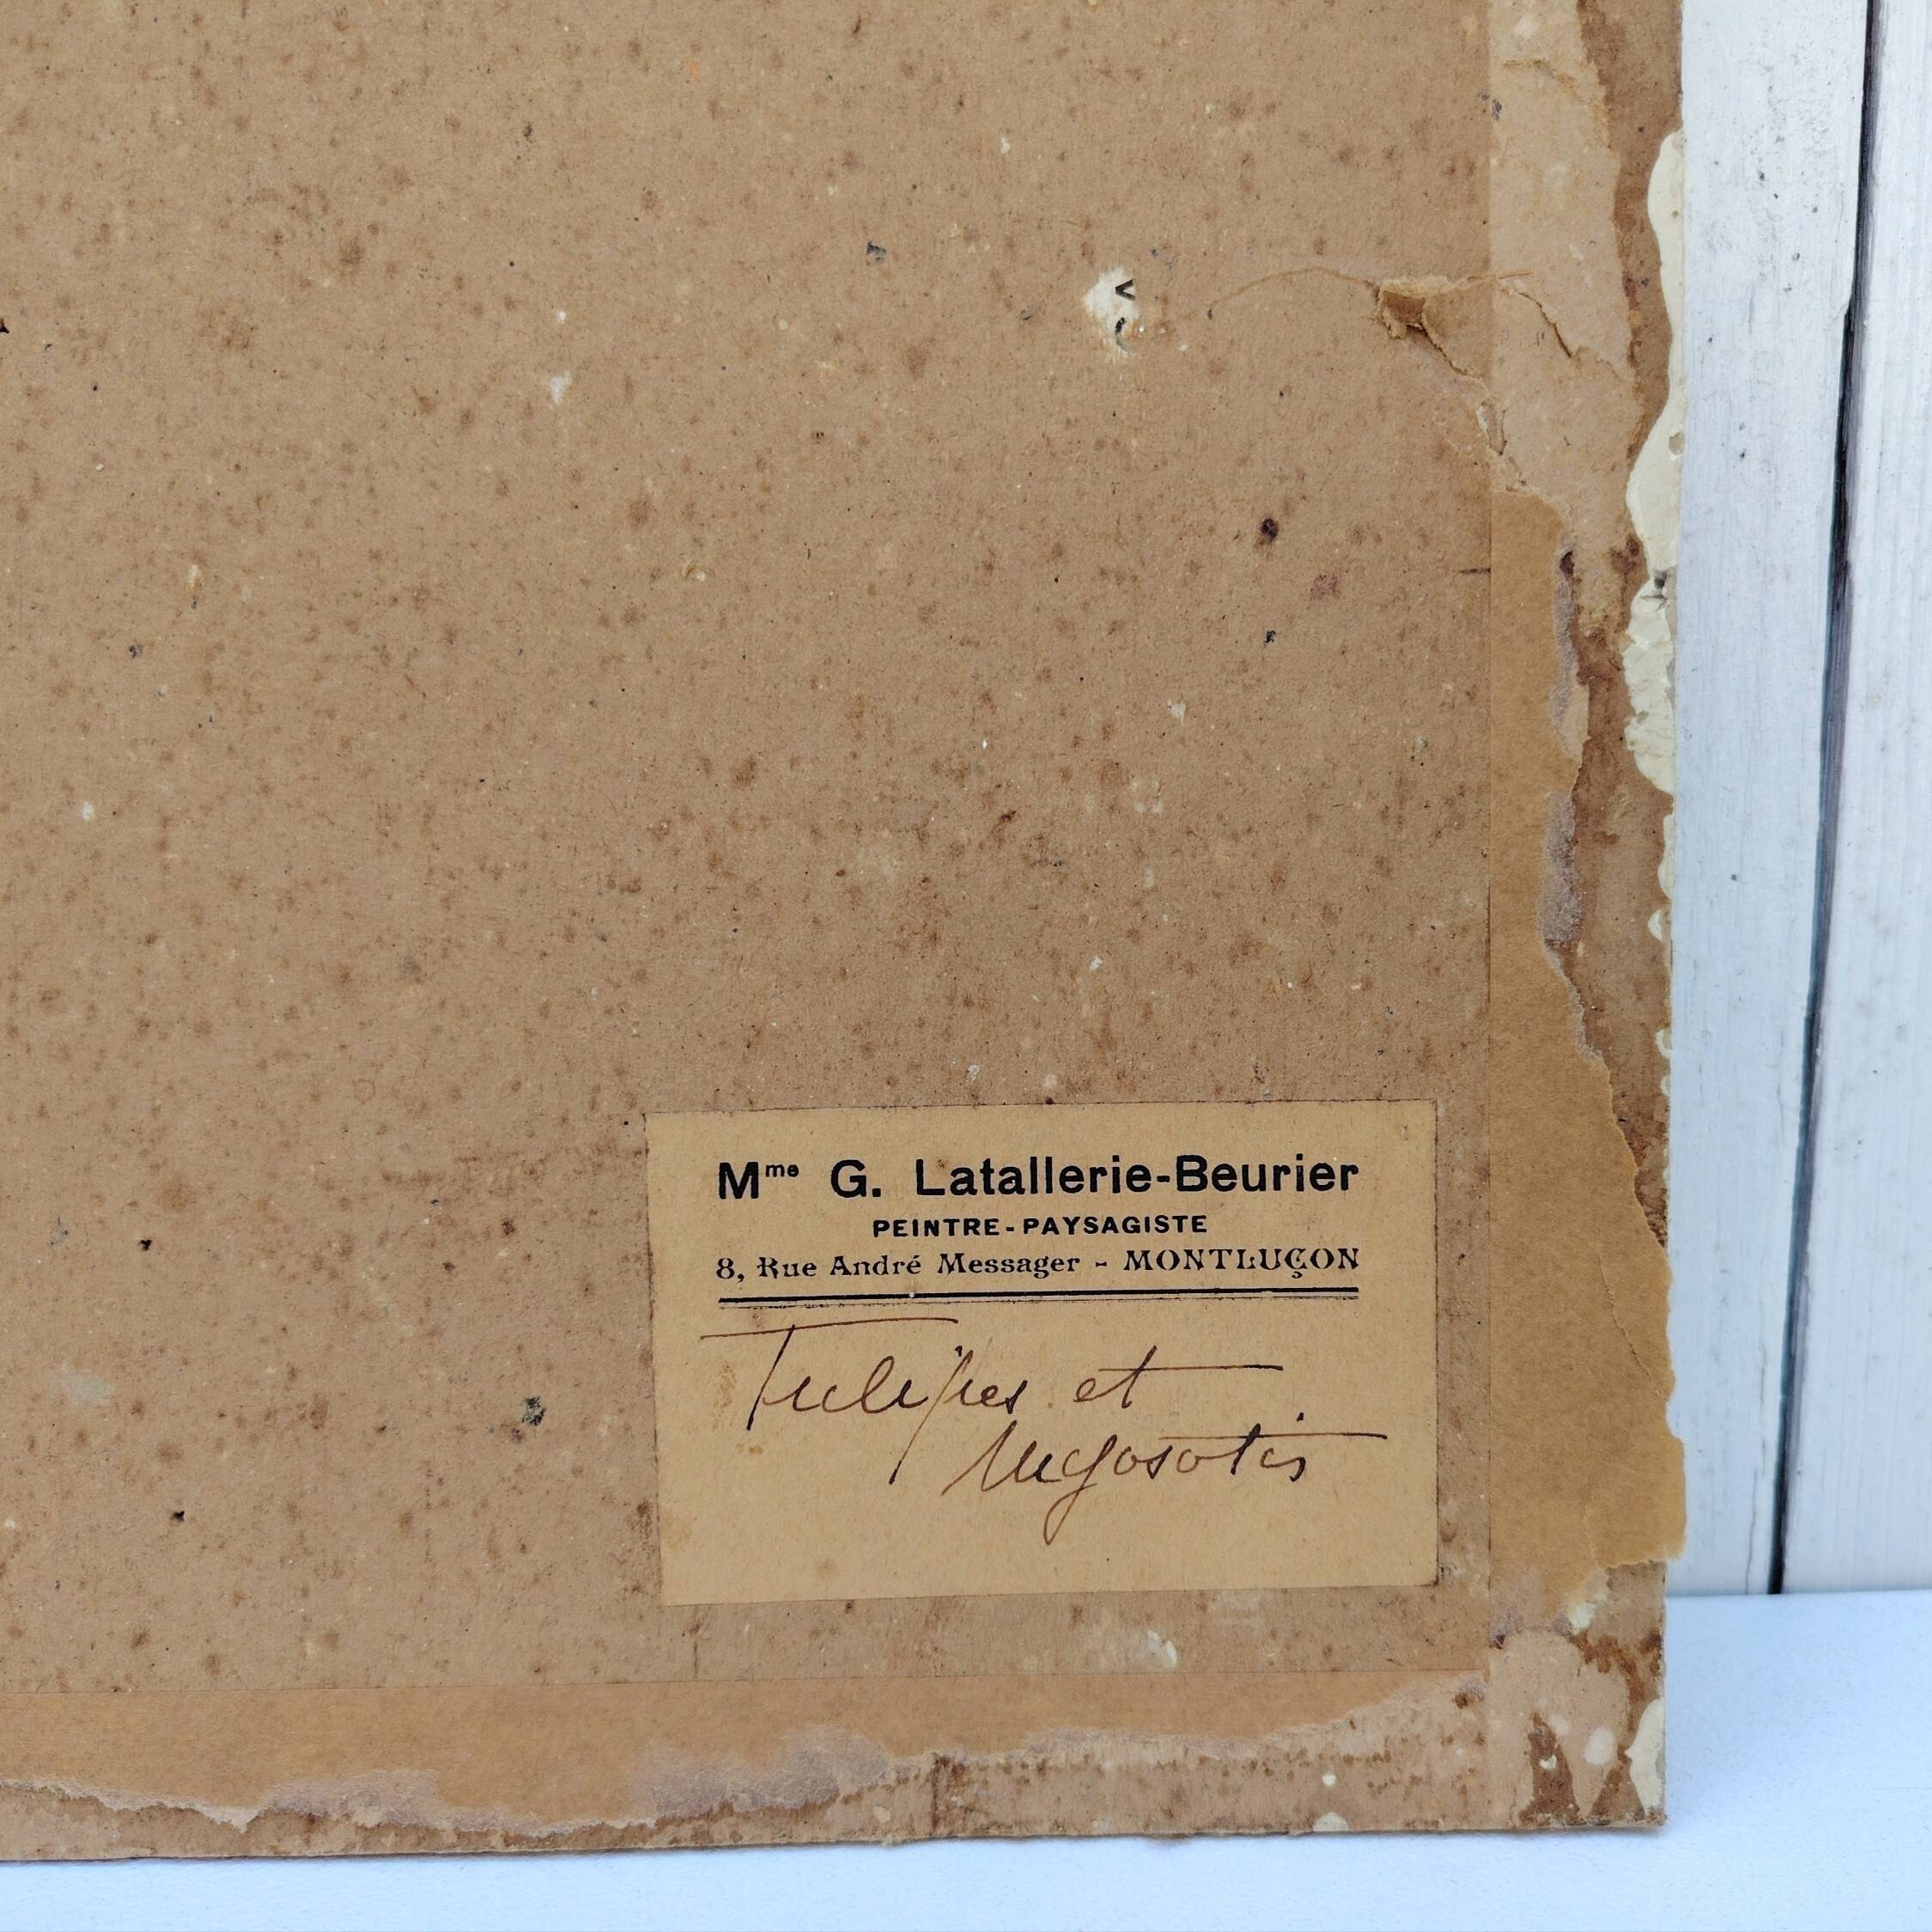 Mme G. Latallerie-Beurier
PEINTRE-PAYSAGISTE
8, Rue André Messager - MONTLUÇON
Tulipes et
Myosotis